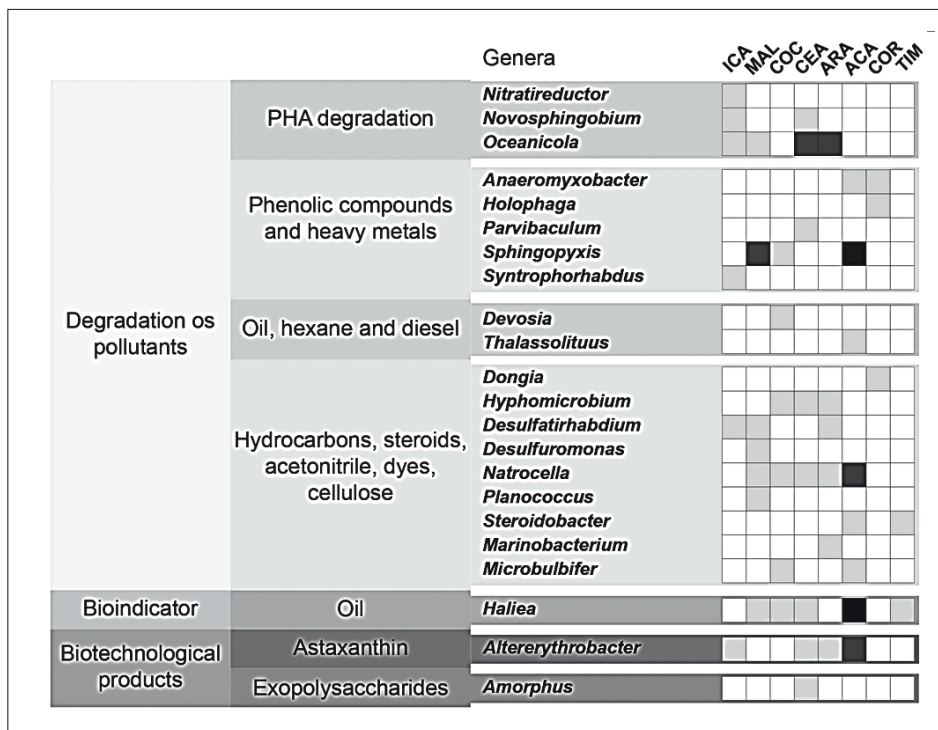 Genera
ICA MAL COC CEA ARA ACA COR TIM
Degradation os
pollutants
PHA degradation
Nitratireductor
Novosphingobium
Oceanicola
Phenolic compounds
and heavy metals
Anaeromyxobacter
Holophaga
Parvibaculum
Sphingopyxis
Syntrophorhabdus
Oil, hexane and diesel
Devosia
Thalassolituus
Hydrocarbons, steroids,
acetonitrile, dyes,
cellulose
Dongia
Hyphomicrobium
Desulfatirhabdium
Desulfuromonas
Natrocella
Planococcus
Steroidobacter
Marinobacterium
Microbulbifer
Bioindicator
Oil
Haliea
Biotechnological
products
Astaxanthin
Altererythrobacter
Exopolysaccharides
Amorphus